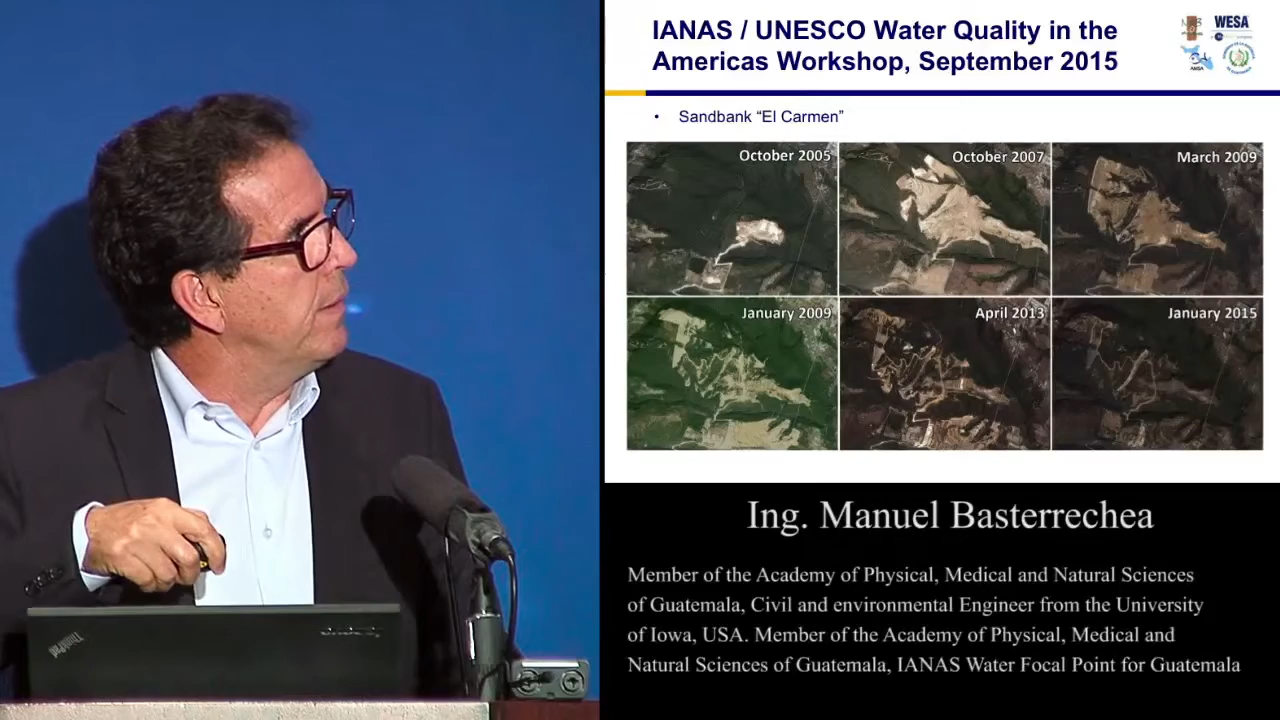 IANAS / UNESCO Water Quality in the
Americas Workshop, September 2015
WESA
ANSA
• Sandbank “El Carmen”
October 2005
October 2007
March 2009
January 2009
April 2013
January 2015
ThinkPad
Ing. Manuel Basterrechea
Member of the Academy of Physical, Medical and Natural Sciences
of Guatemala, Civil and environmental Engineer from the University
of Iowa, USA. Member of the Academy of Physical, Medical and
Natural Sciences of Guatemala, IANAS Water Focal Point for Guatemala